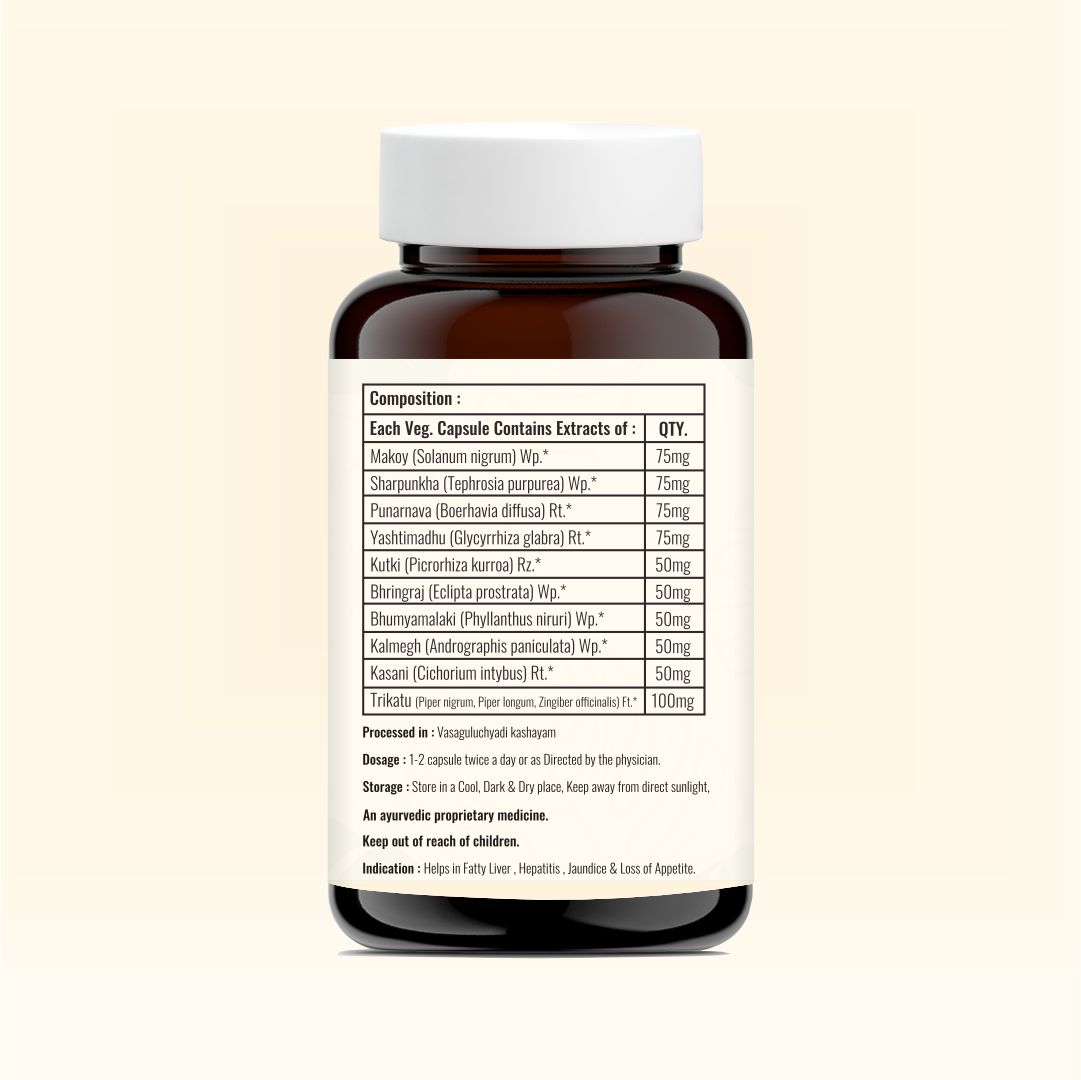 Composition :
Each Veg. Capsule Contains Extracts of : QTY.
Makoy (Solanum nigrum) Wp.* 75mg
Sharpunkha (Tephrosia purpurea) Wp.* 75mg
Punarnava (Boerhavia diffusa) Rt.* 75mg
Yashtimadhu (Glycyrrhiza glabra) Rt.* 75mg
Kutki (Picrorhiza kurroa) Rz.* 50mg
Bhringraj (Eclipta prostrata) Wp.* 50mg
Bhumyamalaki (Phyllanthus niruri) Wp.* 50mg
Kalmegh (Andrographis paniculata) Wp.* 50mg
Kasani (Cichorium intybus) Rt.* 50mg
Trikatu (Piper nigrum, Piper longum, Zingiber officinalis) Ft.* 100mg
Processed in : Vasaguluchyadi kashayam
Dosage : 1-2 capsule twice a day or as Directed by the physician.
Storage : Store in a Cool, Dark & Dry place, Keep away from direct sunlight,
An ayurvedic proprietary medicine.
Keep out of reach of children.
Indication : Helps in Fatty Liver , Hepatitis , Jaundice & Loss of Appetite.